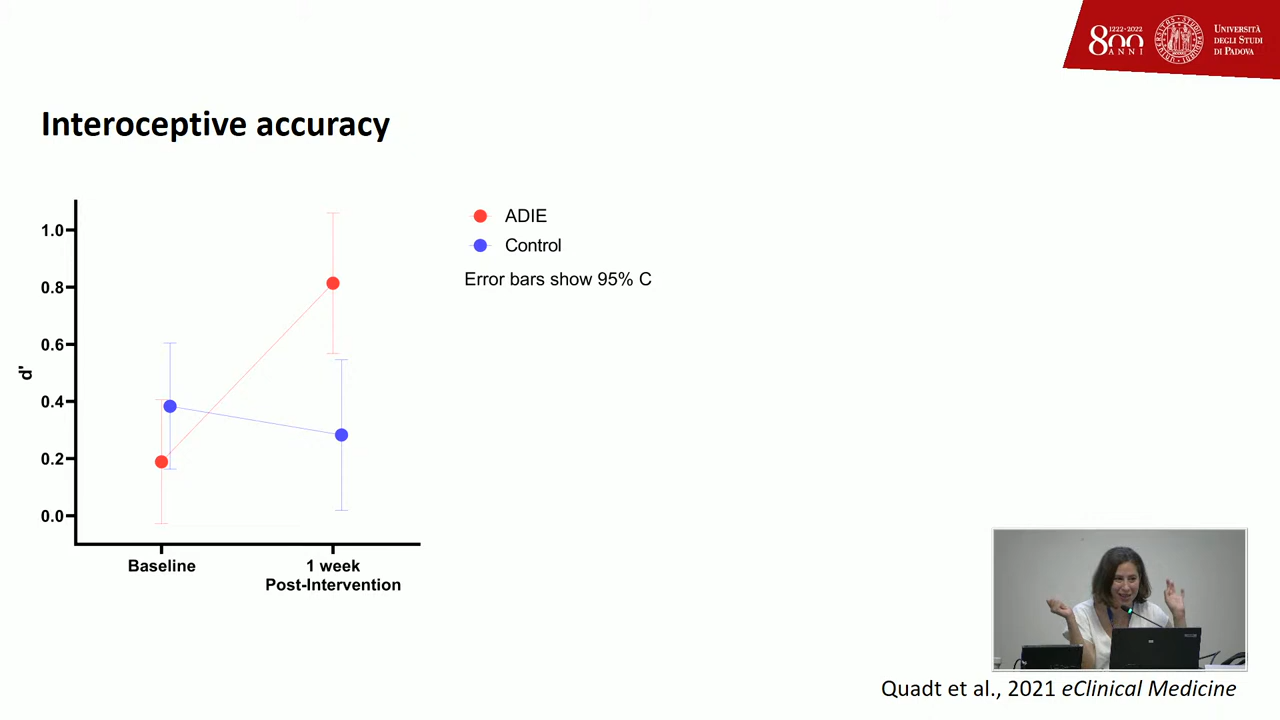 1222·2022
800
ANNI
UNIVERSITÀ
DEGLI STUDI
DI PADOVA
Interoceptive accuracy
ADIE
Control
Error bars show 95% C
d'
1.0
0.8
0.6
0.4
0.2
0.0
Baseline
1 week
Post-Intervention
Quadt et al., 2021 eClinical Medicine